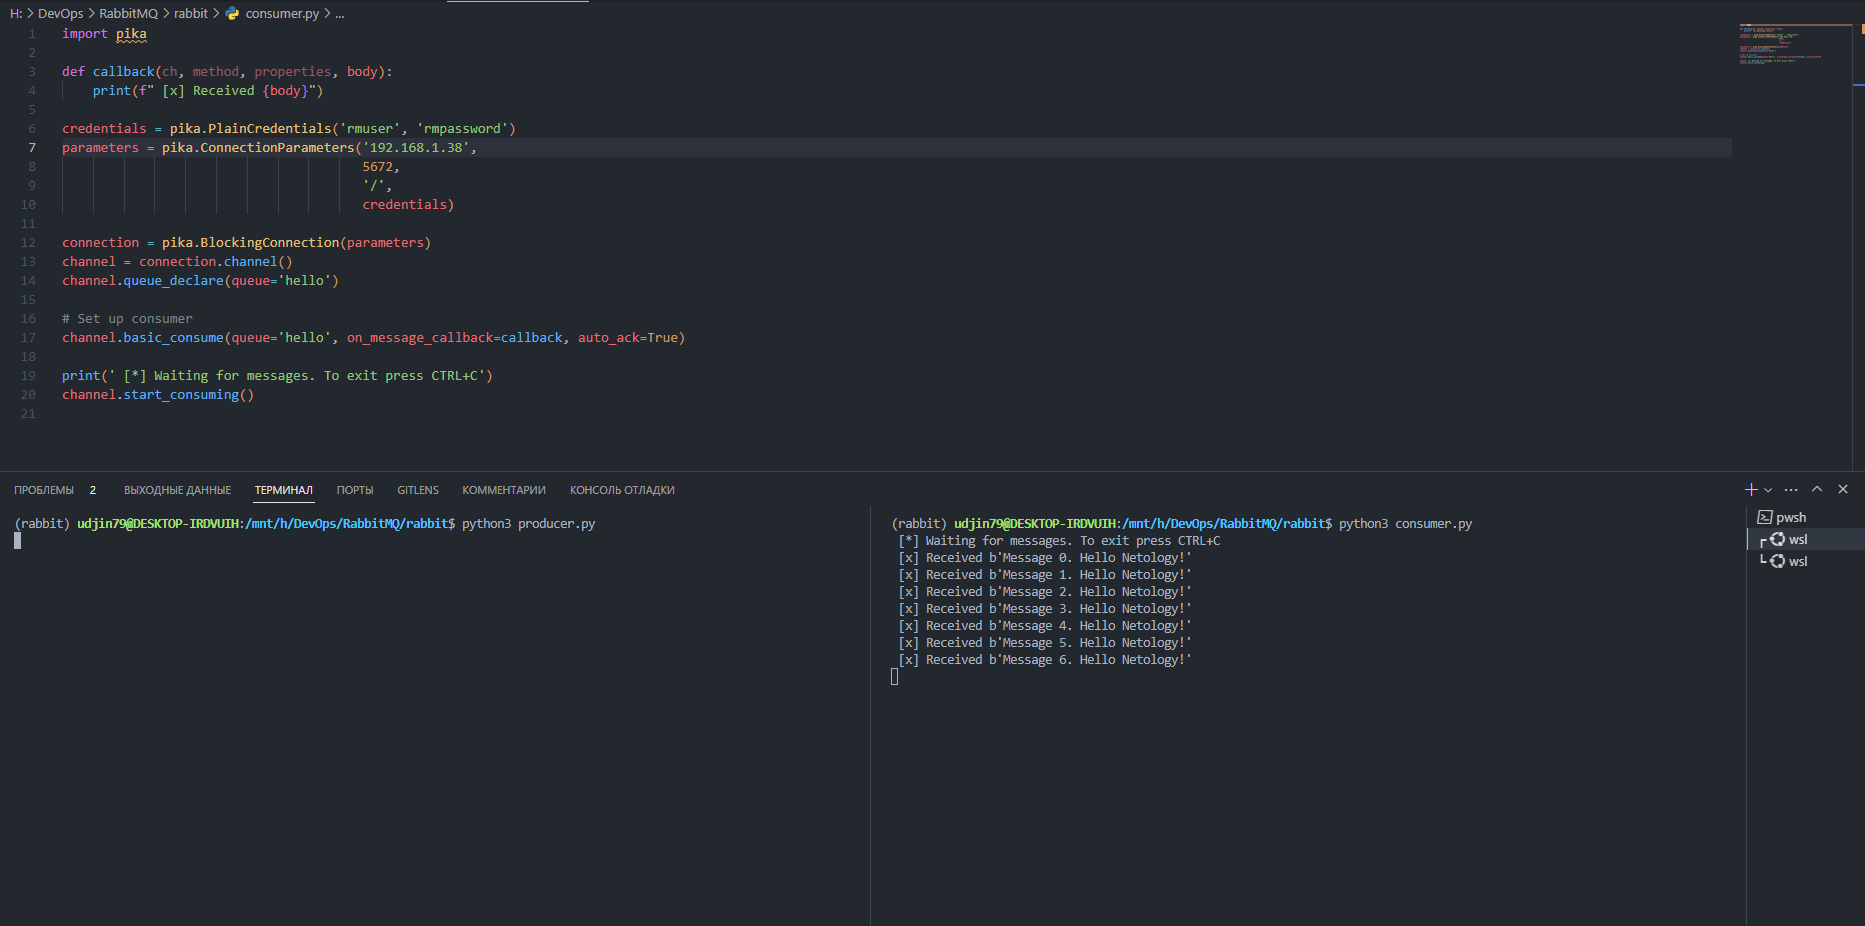 H: > DevOps > RabbitMQ > rabbit > consumer.py > ...
1 import pika
2
3 def callback(ch, method, properties, body):
4     print(f" [x] Received {body}")
5
6 credentials = pika.PlainCredentials('rmuser', 'rmpassword')
7 parameters = pika.ConnectionParameters('192.168.1.38',
8                                        5672,
9                                        '/',
10                                        credentials)
11
12 connection = pika.BlockingConnection(parameters)
13 channel = connection.channel()
14 channel.queue_declare(queue='hello')
15
16 # Set up consumer
17 channel.basic_consume(queue='hello', on_message_callback=callback, auto_ack=True)
18
19 print(' [*] Waiting for messages. To exit press CTRL+C')
20 channel.start_consuming()
21
ПРОБЛЕМЫ 2 ВЫХОДНЫЕ ДАННЫЕ ТЕРМИНАЛ ПОРТЫ GITLENS КОММЕНТАРИИ КОНСОЛЬ ОТЛАДКИ
(rabbit) udjin79@DESKTOP-IRDVUIH:/mnt/h/DevOps/RabbitMQ/rabbit$ python3 producer.py
(rabbit) udjin79@DESKTOP-IRDVUIH:/mnt/h/DevOps/RabbitMQ/rabbit$ python3 consumer.py
[*] Waiting for messages. To exit press CTRL+C
[x] Received b'Message 0. Hello Netology!'
[x] Received b'Message 1. Hello Netology!'
[x] Received b'Message 2. Hello Netology!'
[x] Received b'Message 3. Hello Netology!'
[x] Received b'Message 4. Hello Netology!'
[x] Received b'Message 5. Hello Netology!'
[x] Received b'Message 6. Hello Netology!'
pwsh
wsl
wsl